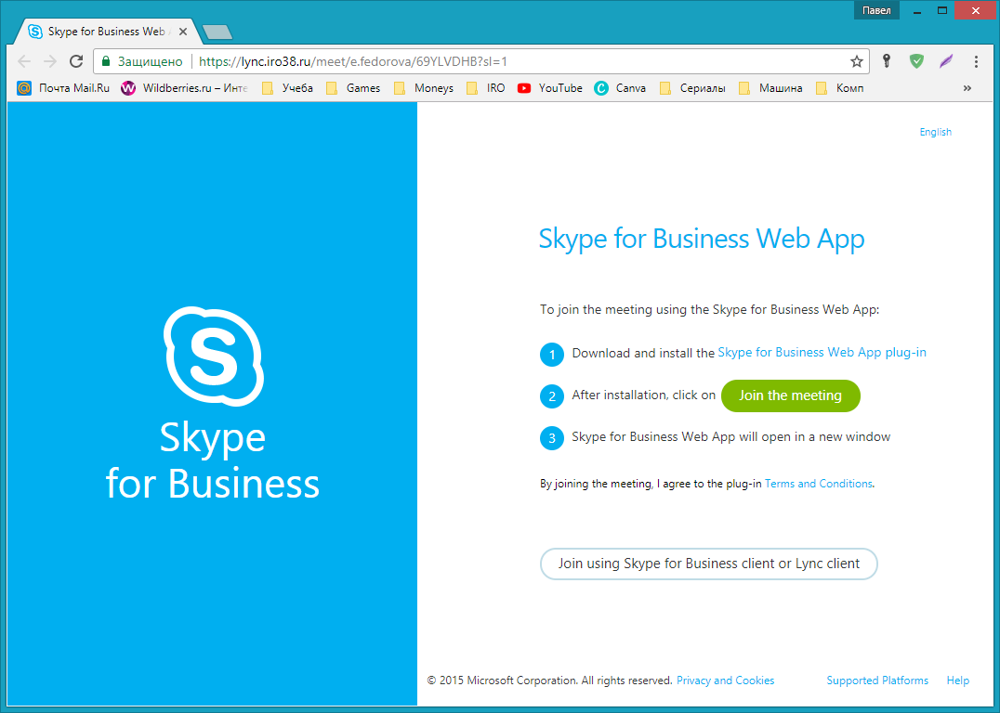 Павел
Skype for Business Web
Защищено https://lync.iro38.ru/meet/e.fedorova/69YLVDHB?sl=1
Почта Mail.Ru Wildberries.ru – Инте Учеба Games Moneys IRO YouTube Canva Сериалы Машина Комп »
English
Skype for Business Web App
To join the meeting using the Skype for Business Web App:
1 Download and install the Skype for Business Web App plug-in
2 After installation, click on Join the meeting
3 Skype for Business Web App will open in a new window
By joining the meeting, I agree to the plug-in Terms and Conditions.
Join using Skype for Business client or Lync client
S
Skype
for Business
© 2015 Microsoft Corporation. All rights reserved. Privacy and Cookies Supported Platforms Help